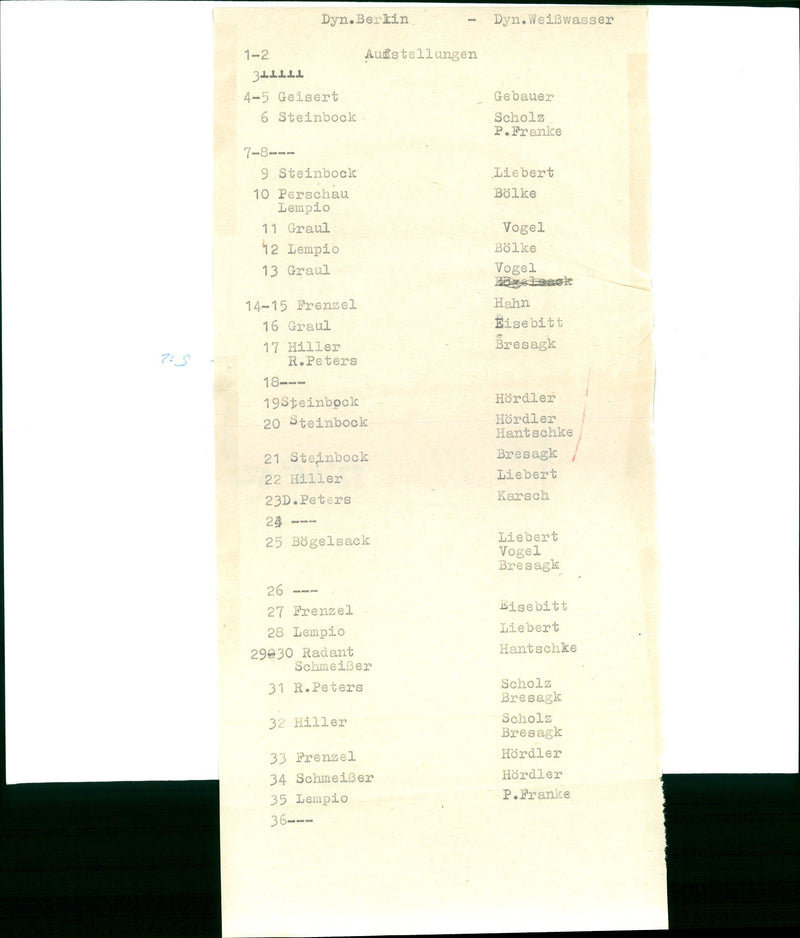 Dyn.Berlin - Dyn.Weißwasser
1-2 Aufstellungen
3
4-5 Geisert Gebauer
6 Steinbock Scholz
P.Franke
7-8---
9 Steinbock Liebert
10 Perschau Bölke
Lempio
11 Graul Vogel
12 Lempio Bölke
13 Graul Vogel
Bögelsack
14-15 Frenzel Hahn
16 Graul Eisebitt
17 Hiller Bresagk
R.Peters
18---
19Steinbock Hördler
20 Steinbock Hördler
Hantschke
21 Steinbock Bresagk
22 Hiller Liebert
23D.Peters Karsch
24 ---
25 Bögelsack Liebert
Vogel
Bresagk
26 ---
27 Frenzel Eisebitt
28 Lempio Liebert
29-30 Radant Hantschke
Schmeißer
31 R.Peters Scholz
Bresagk
32 Hiller Scholz
Bresagk
33 Frenzel Hördler
34 Schmeißer Hördler
35 Lempio P.Franke
36---